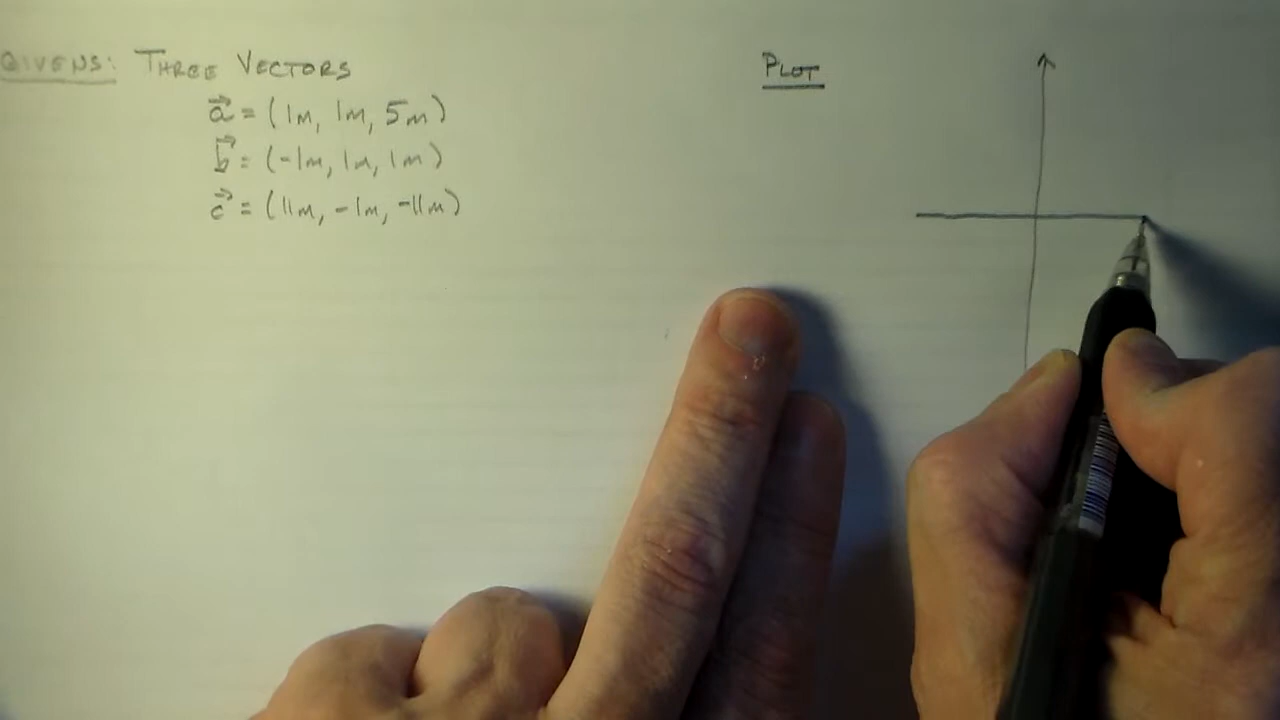 GIVENS: THREE VECTORS
a⃗ = (1m, 1m, 5m)
b⃗ = (-1m, 1m, 1m)
c⃗ = (11m, -1m, -11m)
PLOT